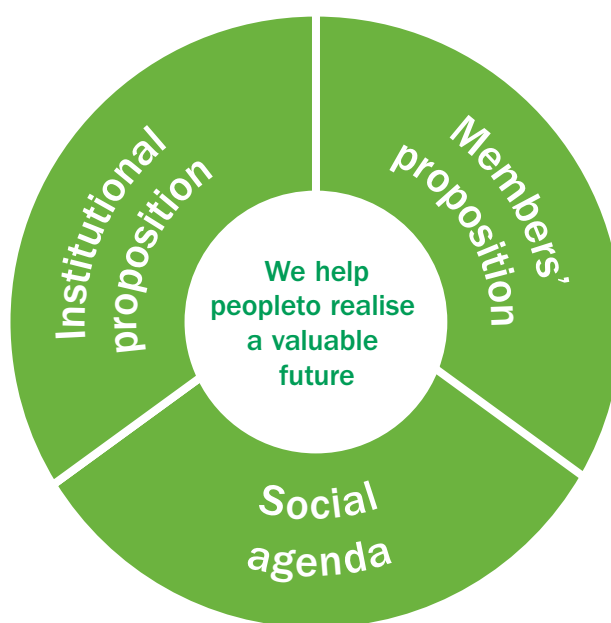 Institutional
proposition
Members’
proposition
We help
peopleto realise
a valuable
future
Social
agenda